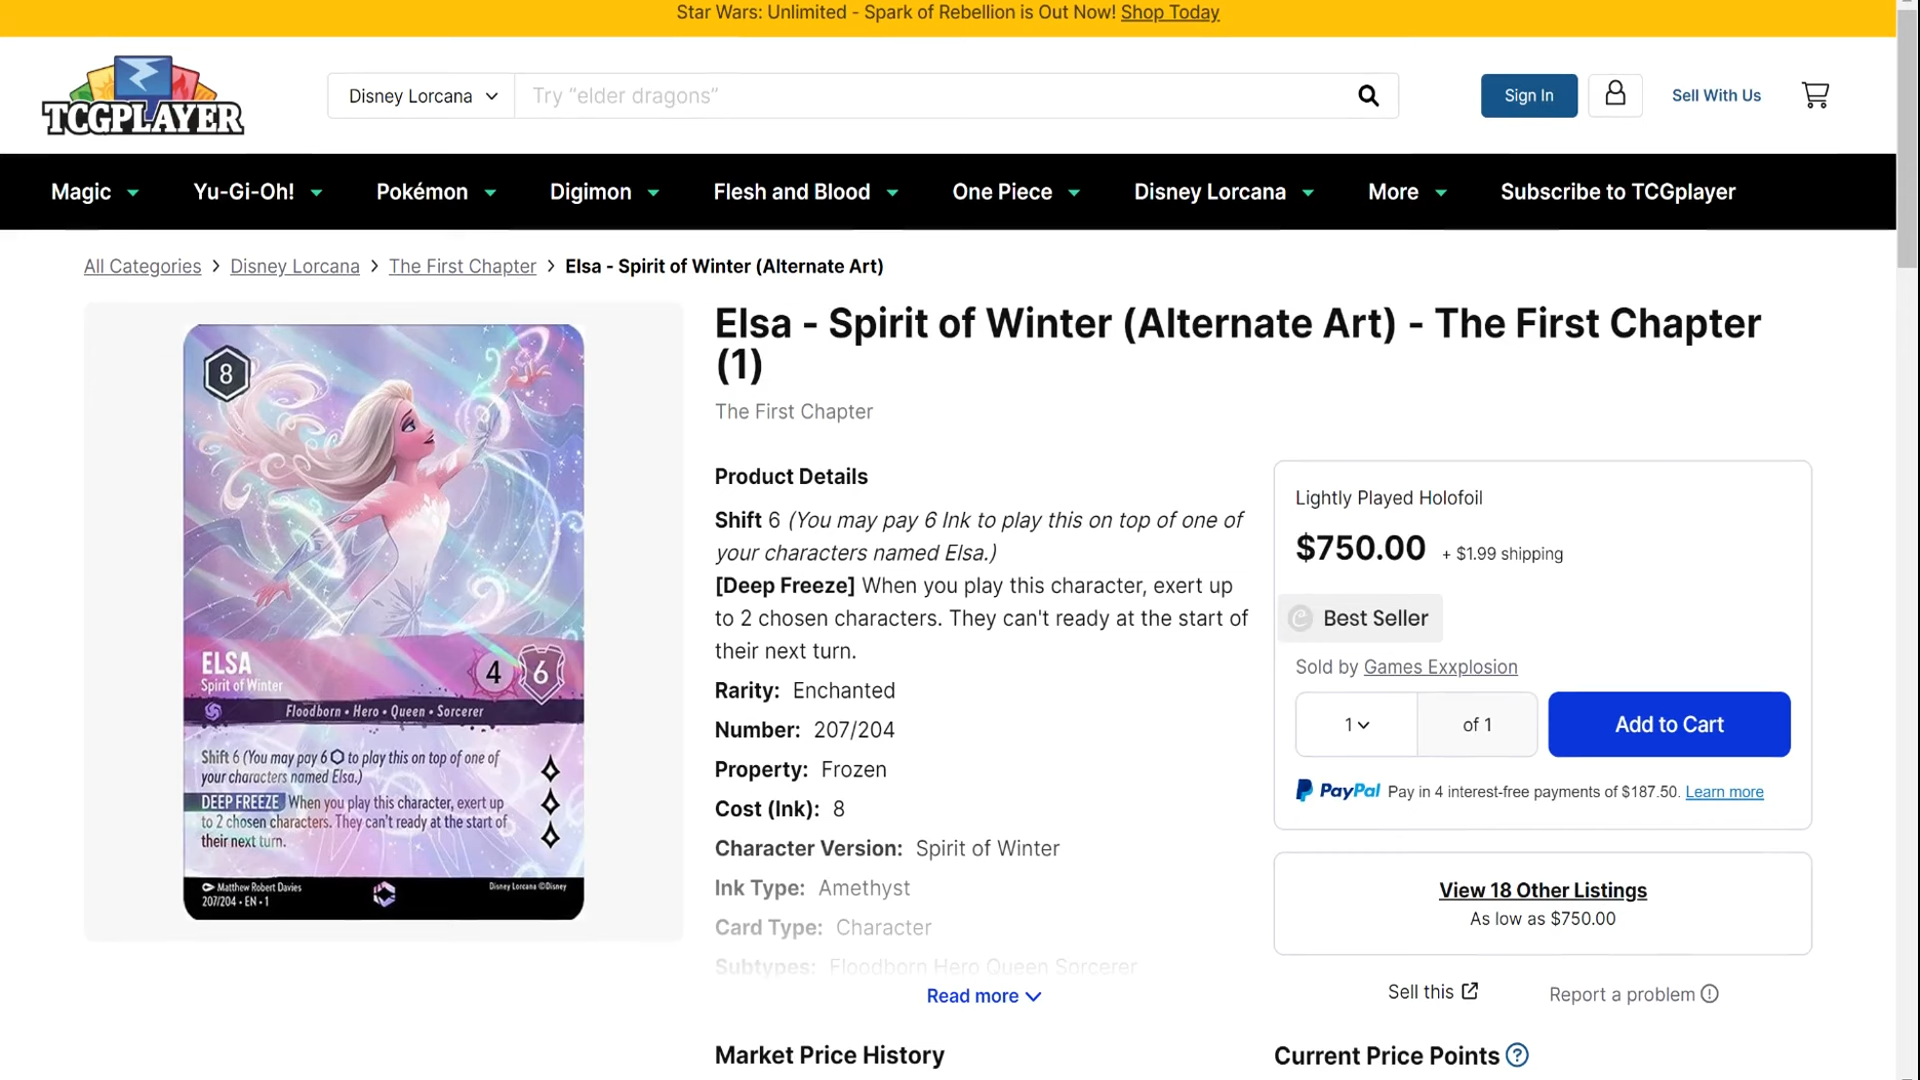 Star Wars: Unlimited - Spark of Rebellion is Out Now! Shop Today
TCGPLAYER
Disney Lorcana
Try “elder dragons”
Sign In
Sell With Us
Magic
Yu-Gi-Oh!
Pokémon
Digimon
Flesh and Blood
One Piece
Disney Lorcana
More
Subscribe to TCGplayer
All Categories > Disney Lorcana > The First Chapter > Elsa - Spirit of Winter (Alternate Art)
8
ELSA
Spirit of Winter
4
6
Floodborn • Hero • Queen • Sorcerer
Shift 6 (You may pay 6 ⬡ to play this on top of one of
your characters named Elsa.)
DEEP FREEZE When you play this character, exert up
to 2 chosen characters. They can't ready at the start of
their next turn.
Matthew Robert Davies
207/204 • EN • 1
Disney Lorcana ©Disney
Elsa - Spirit of Winter (Alternate Art) - The First Chapter
(1)
The First Chapter
Product Details
Shift 6 (You may pay 6 Ink to play this on top of one of
your characters named Elsa.)
[Deep Freeze] When you play this character, exert up
to 2 chosen characters. They can't ready at the start of
their next turn.
Rarity: Enchanted
Number: 207/204
Property: Frozen
Cost (Ink): 8
Character Version: Spirit of Winter
Ink Type: Amethyst
Card Type: Character
Subtypes: Floodborn Hero Queen Sorcerer
Read more
Market Price History
Lightly Played Holofoil
$750.00 + $1.99 shipping
Best Seller
Sold by Games Exxplosion
1
of 1
Add to Cart
PayPal Pay in 4 interest-free payments of $187.50. Learn more
View 18 Other Listings
As low as $750.00
Sell this
Report a problem
Current Price Points ?